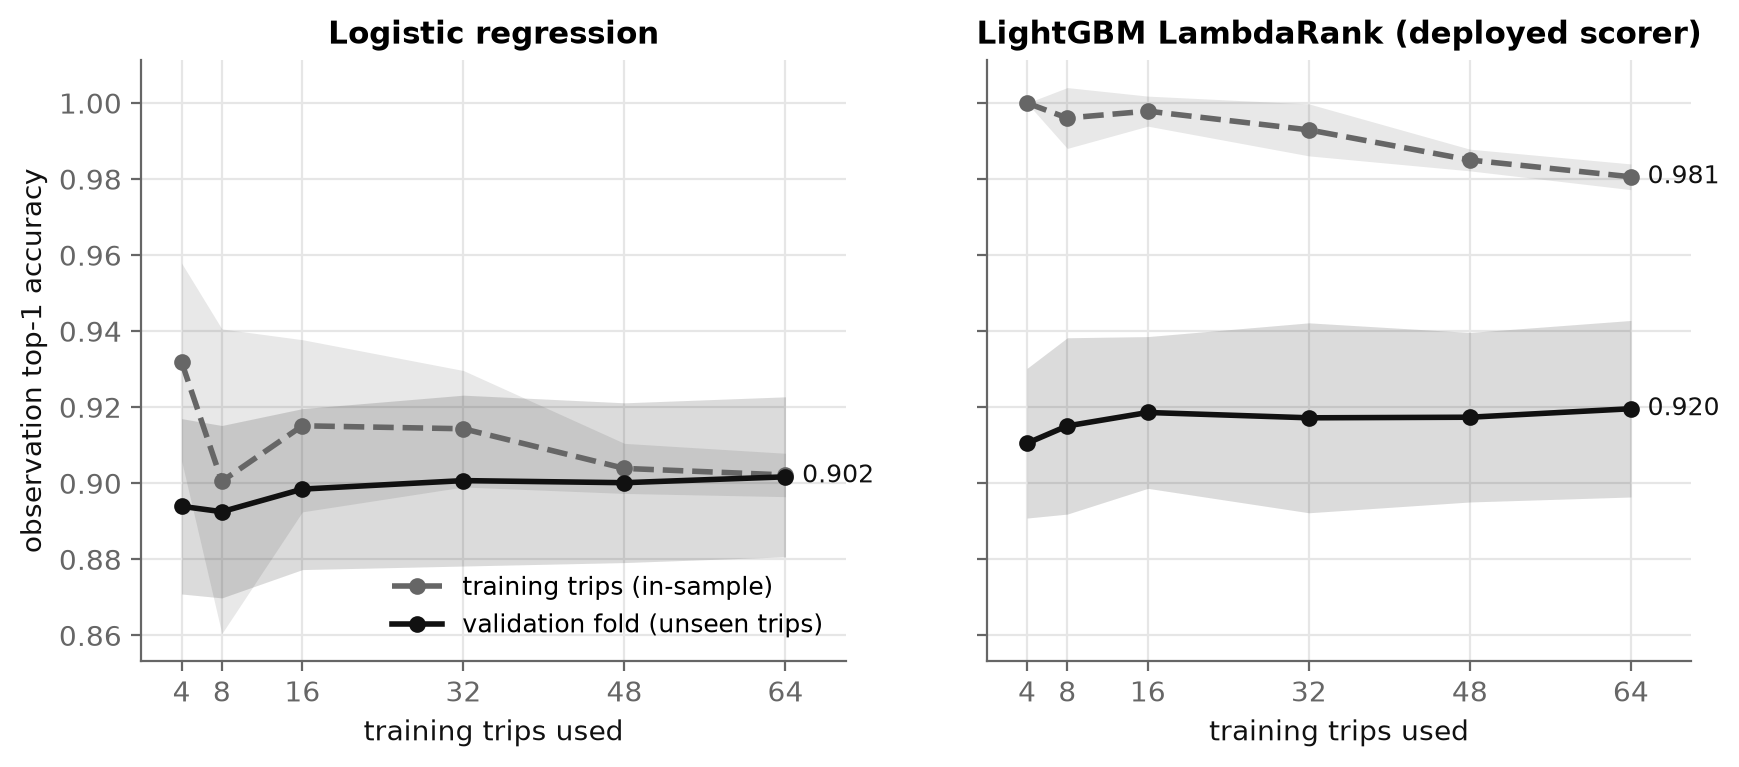 Logistic regression
observation top-1 accuracy
1.00
0.98
0.96
0.94
0.92
0.90
0.88
0.86
0.902
training trips (in-sample)
validation fold (unseen trips)
4 8 16 32 48 64
training trips used
LightGBM LambdaRank (deployed scorer)
0.981
0.920
4 8 16 32 48 64
training trips used